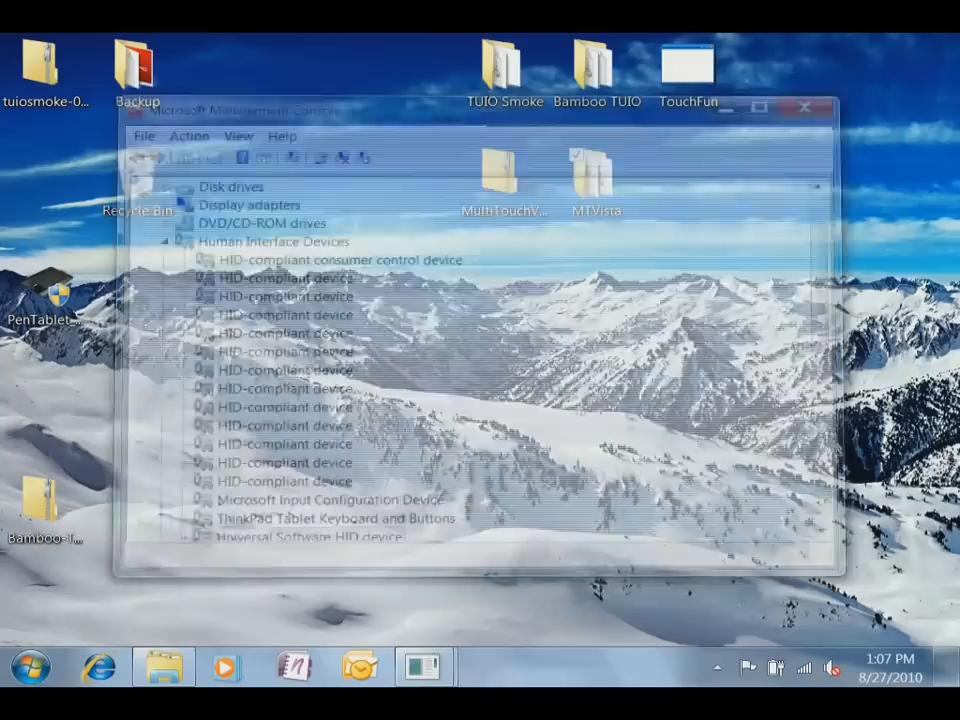 tuiosmoke-0...
Backup
TUIO Smoke
Bamboo TUIO
TouchFun
Microsoft Management Console
File Action View Help
Disk drives
Recycle Bin
Display adapters
MultiTouchV...
MTVista
DVD/CD-ROM drives
Human Interface Devices
HID-compliant consumer control device
HID-compliant device
HID-compliant device
HID-compliant device
PenTablet_...
HID-compliant device
HID-compliant device
HID-compliant device
HID-compliant device
HID-compliant device
HID-compliant device
HID-compliant device
HID-compliant device
HID-compliant device
Microsoft Input Configuration Device
ThinkPad Tablet Keyboard and Buttons
Universal Software HID device
Bamboo-T...
1:07 PM
8/27/2010